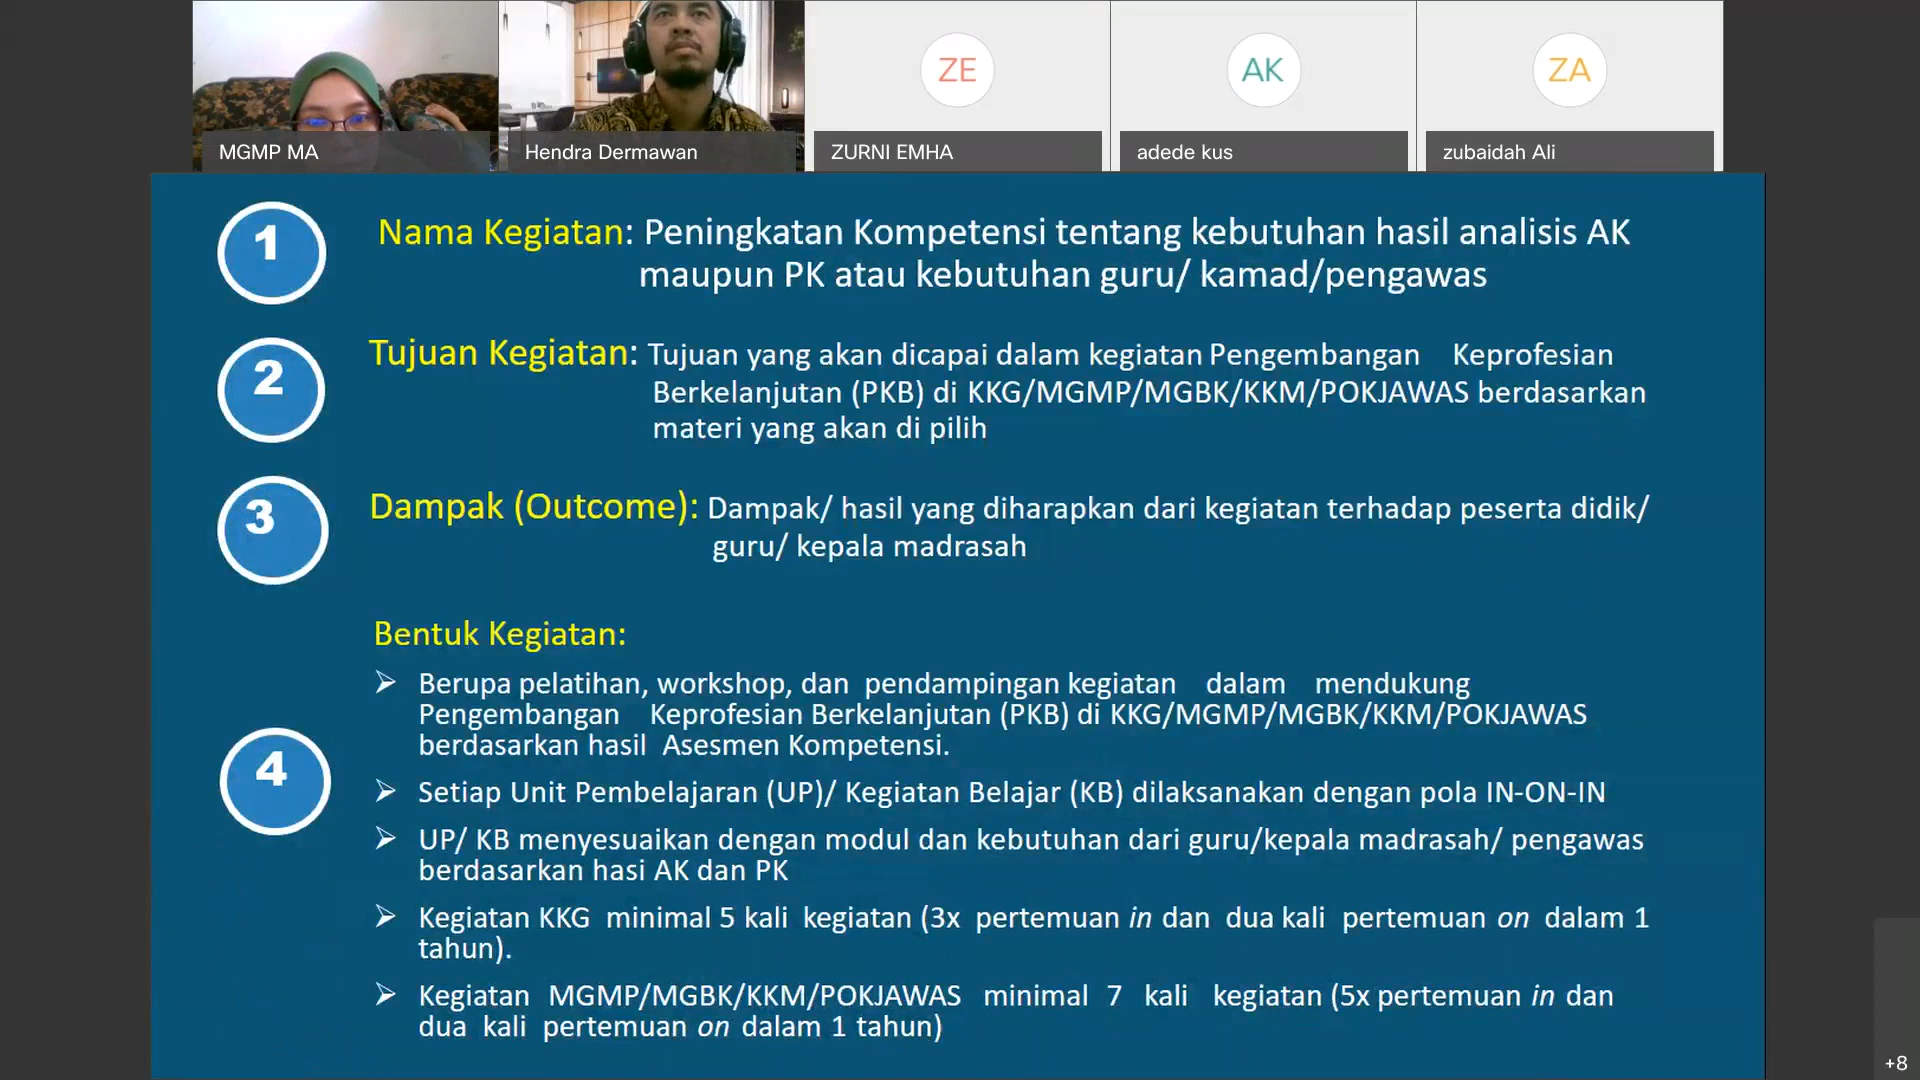 MGMP MA
Hendra Dermawan
ZE
ZURNI EMHA
AK
adede kus
ZA
zubaidah Ali
1
Nama Kegiatan: Peningkatan Kompetensi tentang kebutuhan hasil analisis AK
maupun PK atau kebutuhan guru/ kamad/pengawas
2
Tujuan Kegiatan: Tujuan yang akan dicapai dalam kegiatan Pengembangan Keprofesian
Berkelanjutan (PKB) di KKG/MGMP/MGBK/KKM/POKJAWAS berdasarkan
materi yang akan di pilih
3
Dampak (Outcome): Dampak/ hasil yang diharapkan dari kegiatan terhadap peserta didik/
guru/ kepala madrasah
4
Bentuk Kegiatan:
➢ Berupa pelatihan, workshop, dan pendampingan kegiatan dalam mendukung
Pengembangan Keprofesian Berkelanjutan (PKB) di KKG/MGMP/MGBK/KKM/POKJAWAS
berdasarkan hasil Asesmen Kompetensi.
➢ Setiap Unit Pembelajaran (UP)/ Kegiatan Belajar (KB) dilaksanakan dengan pola IN-ON-IN
➢ UP/ KB menyesuaikan dengan modul dan kebutuhan dari guru/kepala madrasah/ pengawas
berdasarkan hasi AK dan PK
➢ Kegiatan KKG minimal 5 kali kegiatan (3x pertemuan in dan dua kali pertemuan on dalam 1
tahun).
➢ Kegiatan MGMP/MGBK/KKM/POKJAWAS minimal 7 kali kegiatan (5x pertemuan in dan
dua kali pertemuan on dalam 1 tahun)
+8